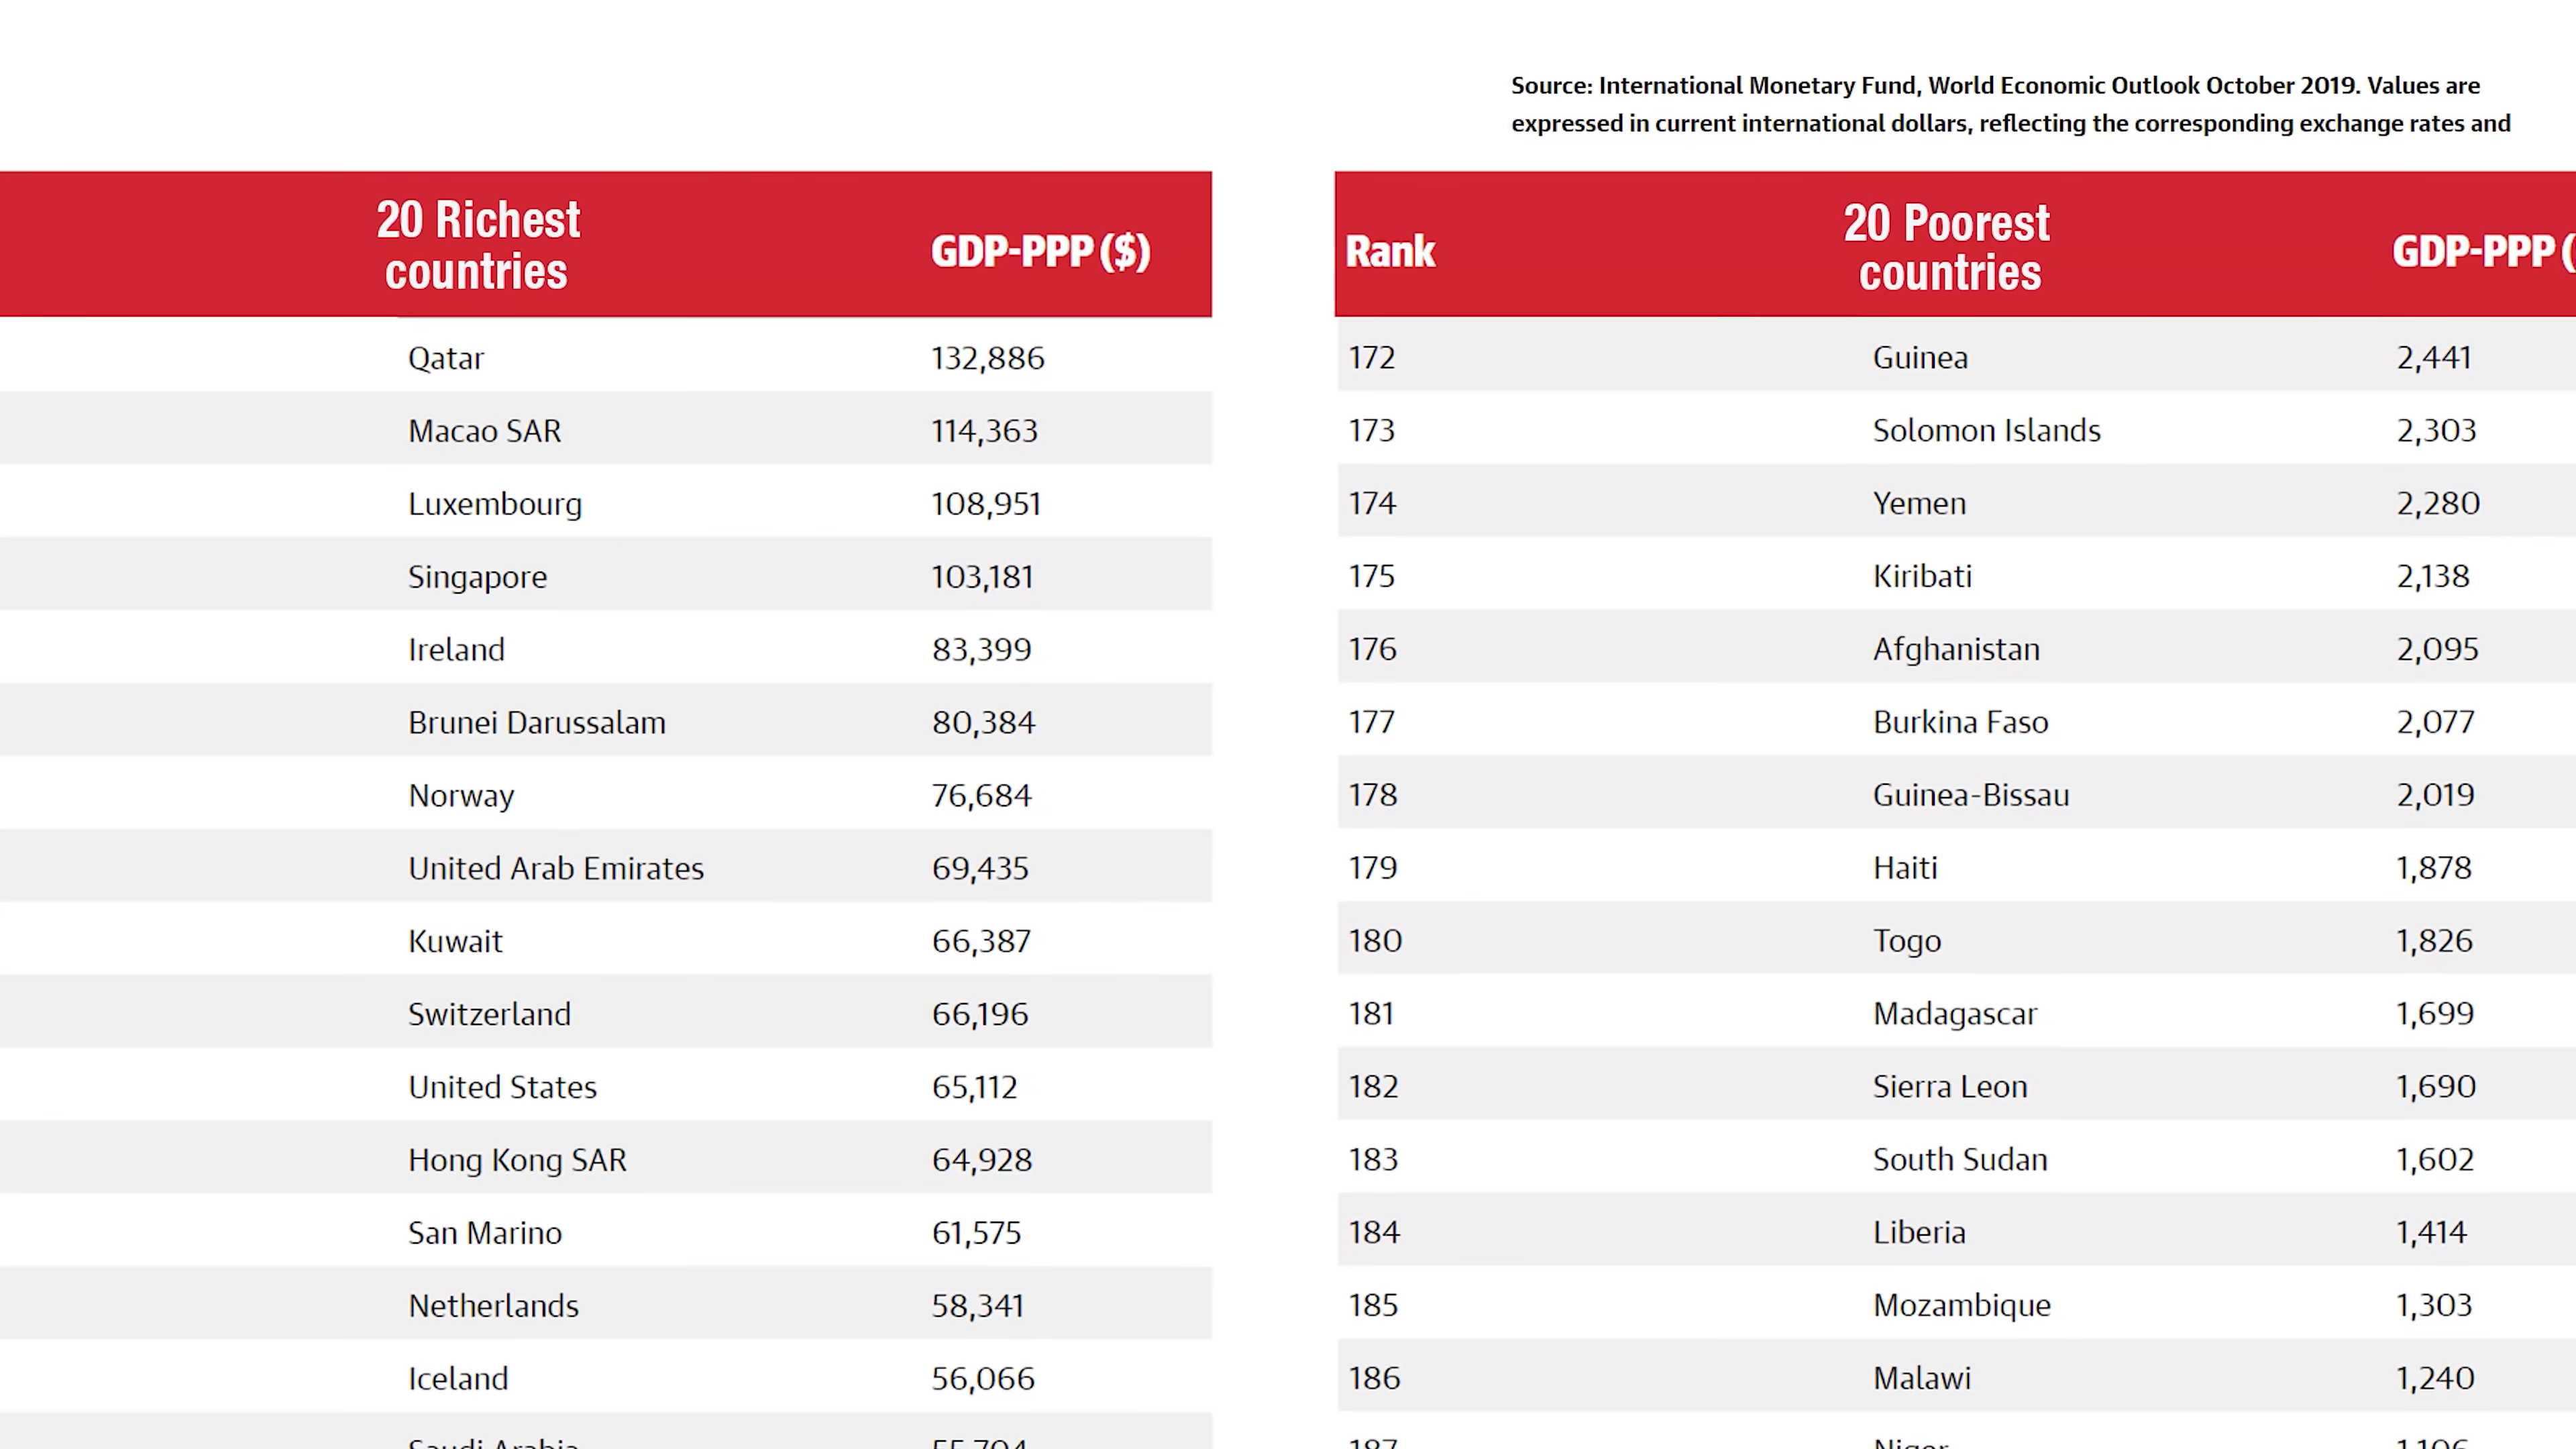 Source: International Monetary Fund, World Economic Outlook October 2019. Values are
expressed in current international dollars, reflecting the corresponding exchange rates and
20 Richest
countries
GDP-PPP ($)
Qatar 132,886
Macao SAR 114,363
Luxembourg 108,951
Singapore 103,181
Ireland 83,399
Brunei Darussalam 80,384
Norway 76,684
United Arab Emirates 69,435
Kuwait 66,387
Switzerland 66,196
United States 65,112
Hong Kong SAR 64,928
San Marino 61,575
Netherlands 58,341
Iceland 56,066
Saudi Arabia
Rank
20 Poorest
countries
GDP-PPP (
172 Guinea 2,441
173 Solomon Islands 2,303
174 Yemen 2,280
175 Kiribati 2,138
176 Afghanistan 2,095
177 Burkina Faso 2,077
178 Guinea-Bissau 2,019
179 Haiti 1,878
180 Togo 1,826
181 Madagascar 1,699
182 Sierra Leon 1,690
183 South Sudan 1,602
184 Liberia 1,414
185 Mozambique 1,303
186 Malawi 1,240
187 Niger